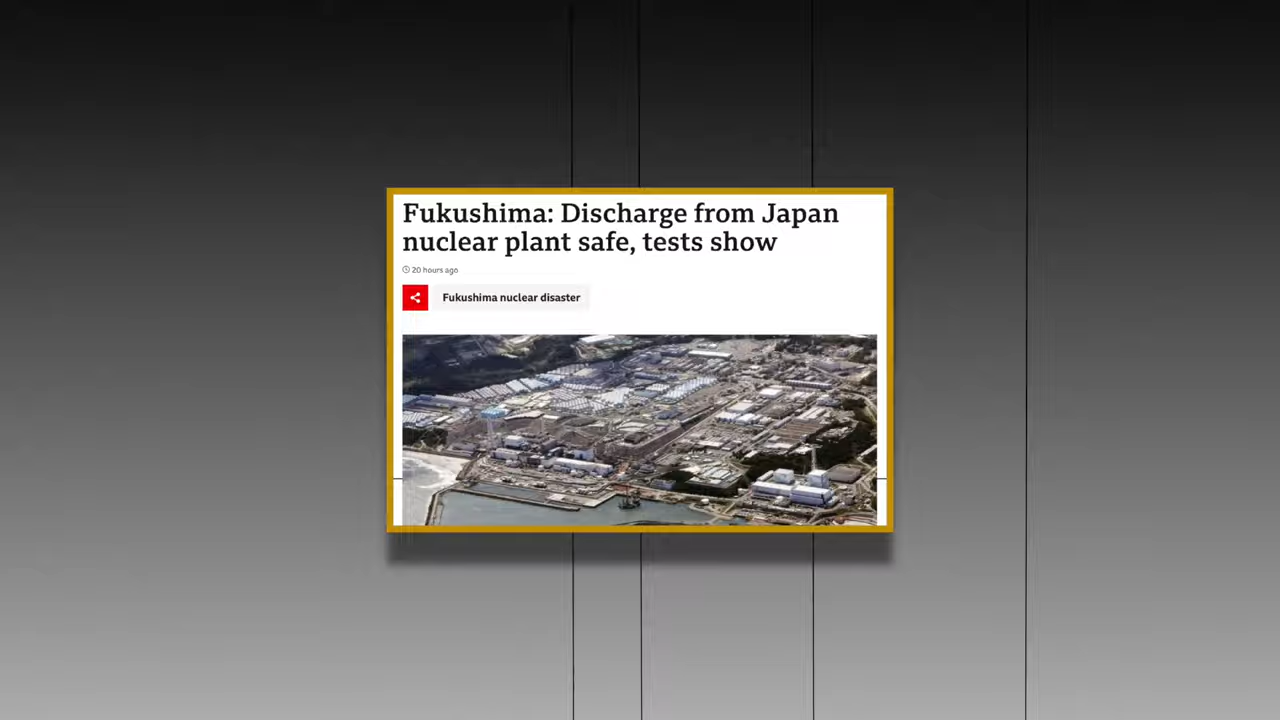 Fukushima: Discharge from Japan
nuclear plant safe, tests show
20 hours ago
Fukushima nuclear disaster